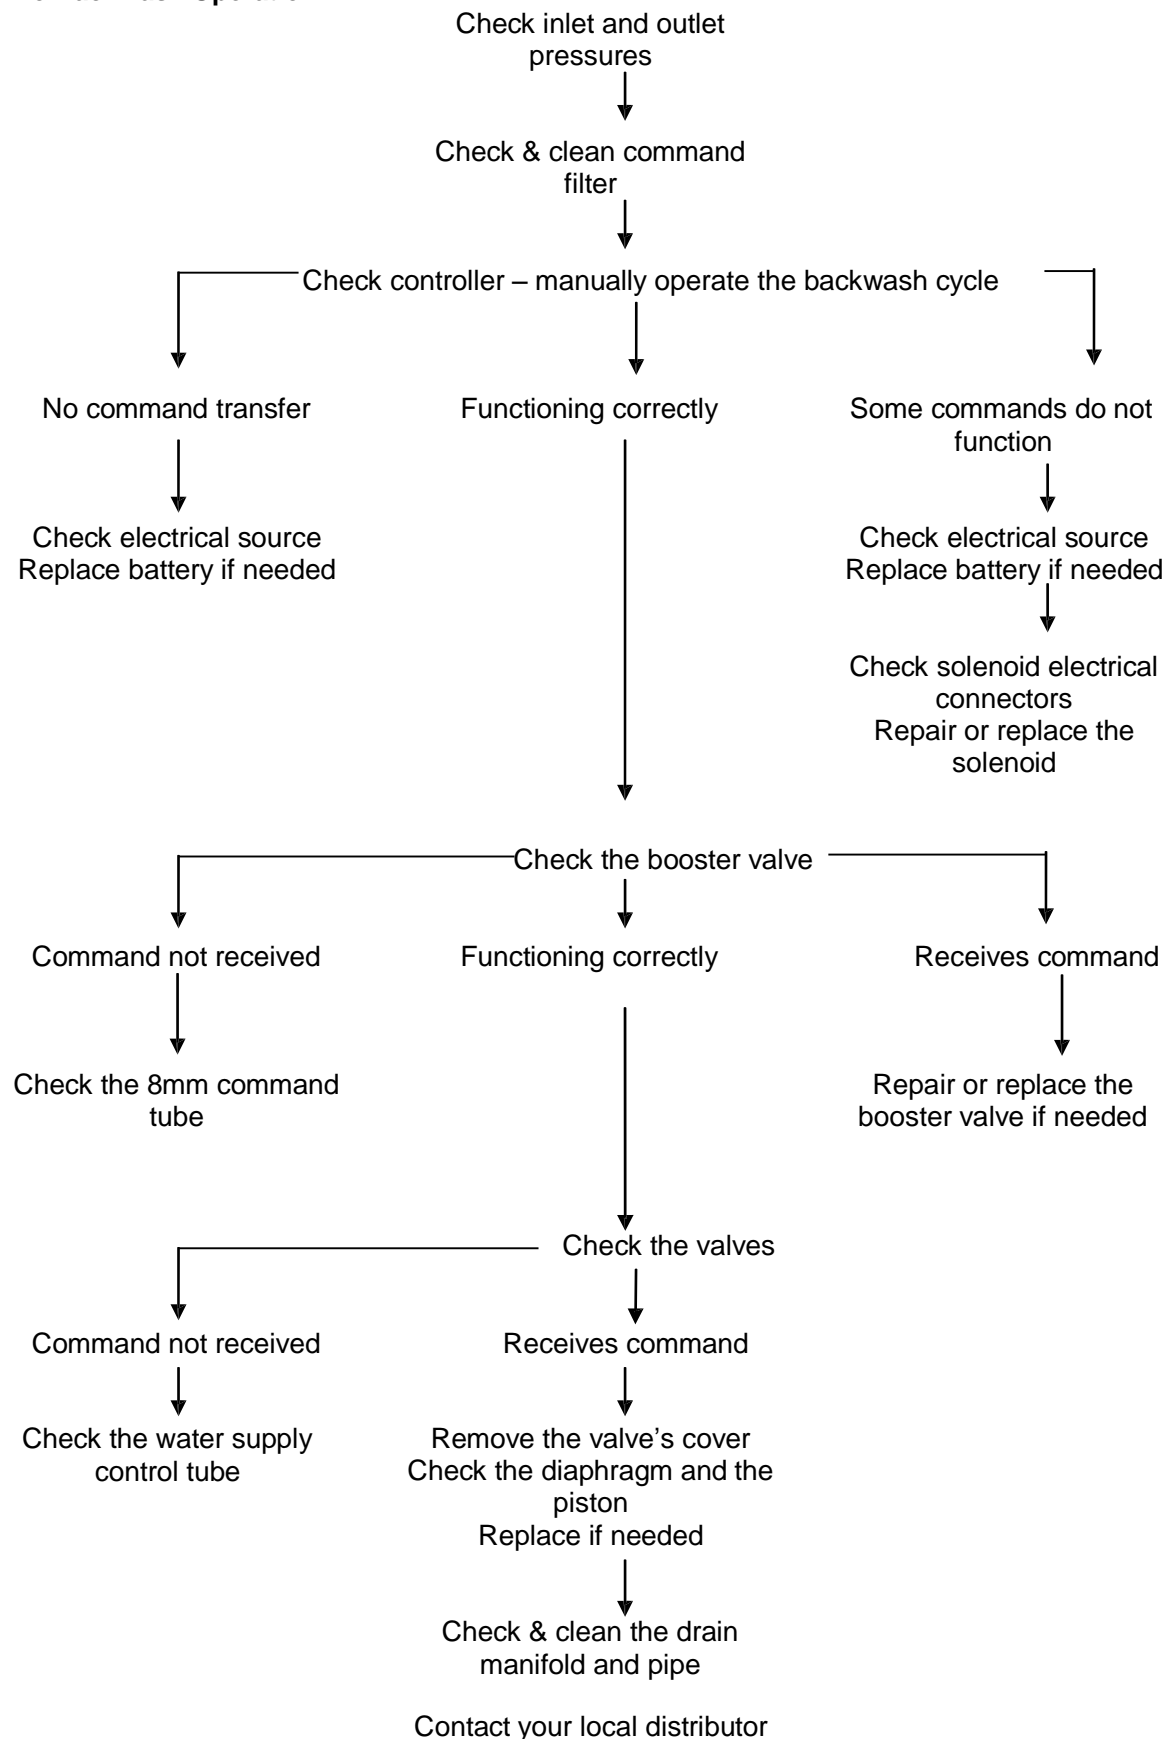 Check inlet and outlet
pressures
Check & clean command
filter
Check controller – manually operate the backwash cycle
No command transfer
Functioning correctly
Some commands do not
function
Check electrical source
Replace battery if needed
Check electrical source
Replace battery if needed
Check solenoid electrical
connectors
Repair or replace the
solenoid
Check the booster valve
Command not received
Functioning correctly
Receives command
Check the 8mm command
tube
Repair or replace the
booster valve if needed
Check the valves
Command not received
Receives command
Check the water supply
control tube
Remove the valve’s cover
Check the diaphragm and the
piston
Replace if needed
Check & clean the drain
manifold and pipe
Contact your local distributor